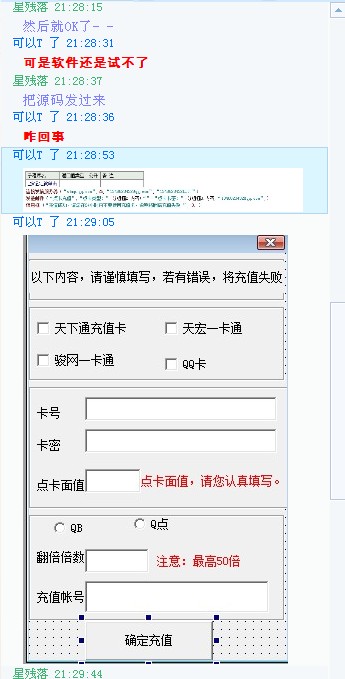 星残落 21:28:15
然后就OK了- -
可以T 了 21:28:31
可是软件还是试不了
星残落 21:28:37
把源码发过来
可以T 了 21:28:36
咋回事
可以T 了 21:28:53
可以T 了 21:29:05
以下内容，请谨慎填写，若有错误，将充值失败
天下通充值卡 天宏一卡通
骏网一卡通 QQ卡
卡号
卡密
点卡面值 点卡面值，请您认真填写。
QB Q点
翻倍倍数 注意：最高50倍
充值帐号
确定充值
星残落 21:29:44